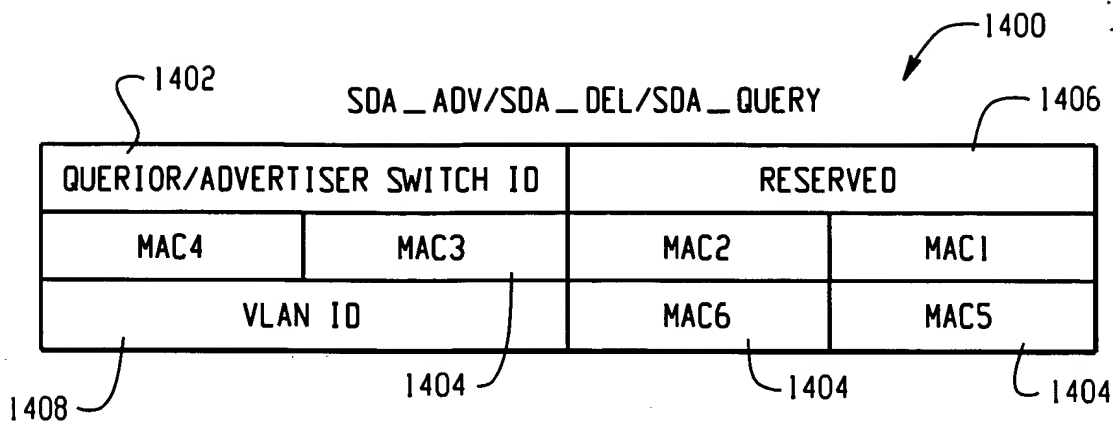 1400
1402
SDA_ADV/SDA_DEL/SDA_QUERY
1406
QUERIOR/ADVERTISER SWITCH ID RESERVED
MAC4 MAC3 MAC2 MAC1
VLAN ID MAC6 MAC5
1408 1404 1404 1404